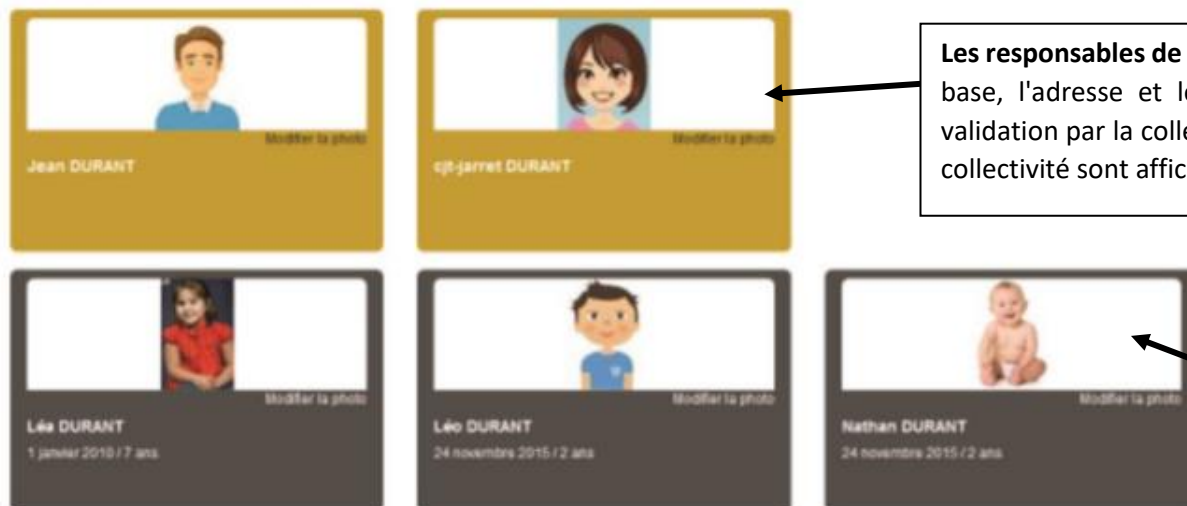 Modifier la photo
Jean DURANT
Modifier la photo
cjt-jarret DURANT
Les responsables de
base, l'adresse et le
validation par la colle
collectivité sont affic
Modifier la photo
Léa DURANT
1 janvier 2010 / 7 ans
Modifier la photo
Léo DURANT
24 novembre 2015 / 2 ans
Modifier la photo
Nathan DURANT
24 novembre 2015 / 2 ans